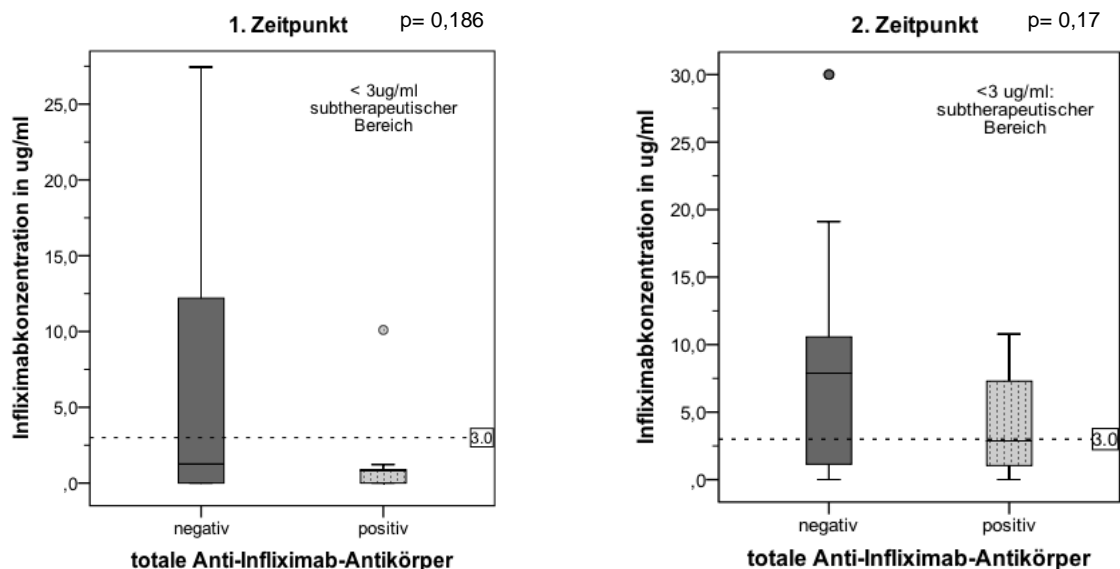 1. Zeitpunkt
p= 0,186
Infliximabkonzentration in ug/ml
25,0
20,0
15,0
10,0
5,0
,0
< 3ug/ml
subtherapeutischer
Bereich
3.0
negativ
positiv
totale Anti-Infliximab-Antikörper
2. Zeitpunkt
p= 0,17
Infliximabkonzentration in ug/ml
30,0
25,0
20,0
15,0
10,0
5,0
,0
<3 ug/ml:
subtherapeutischer
Bereich
3.0
negativ
positiv
totale Anti-Infliximab-Antikörper